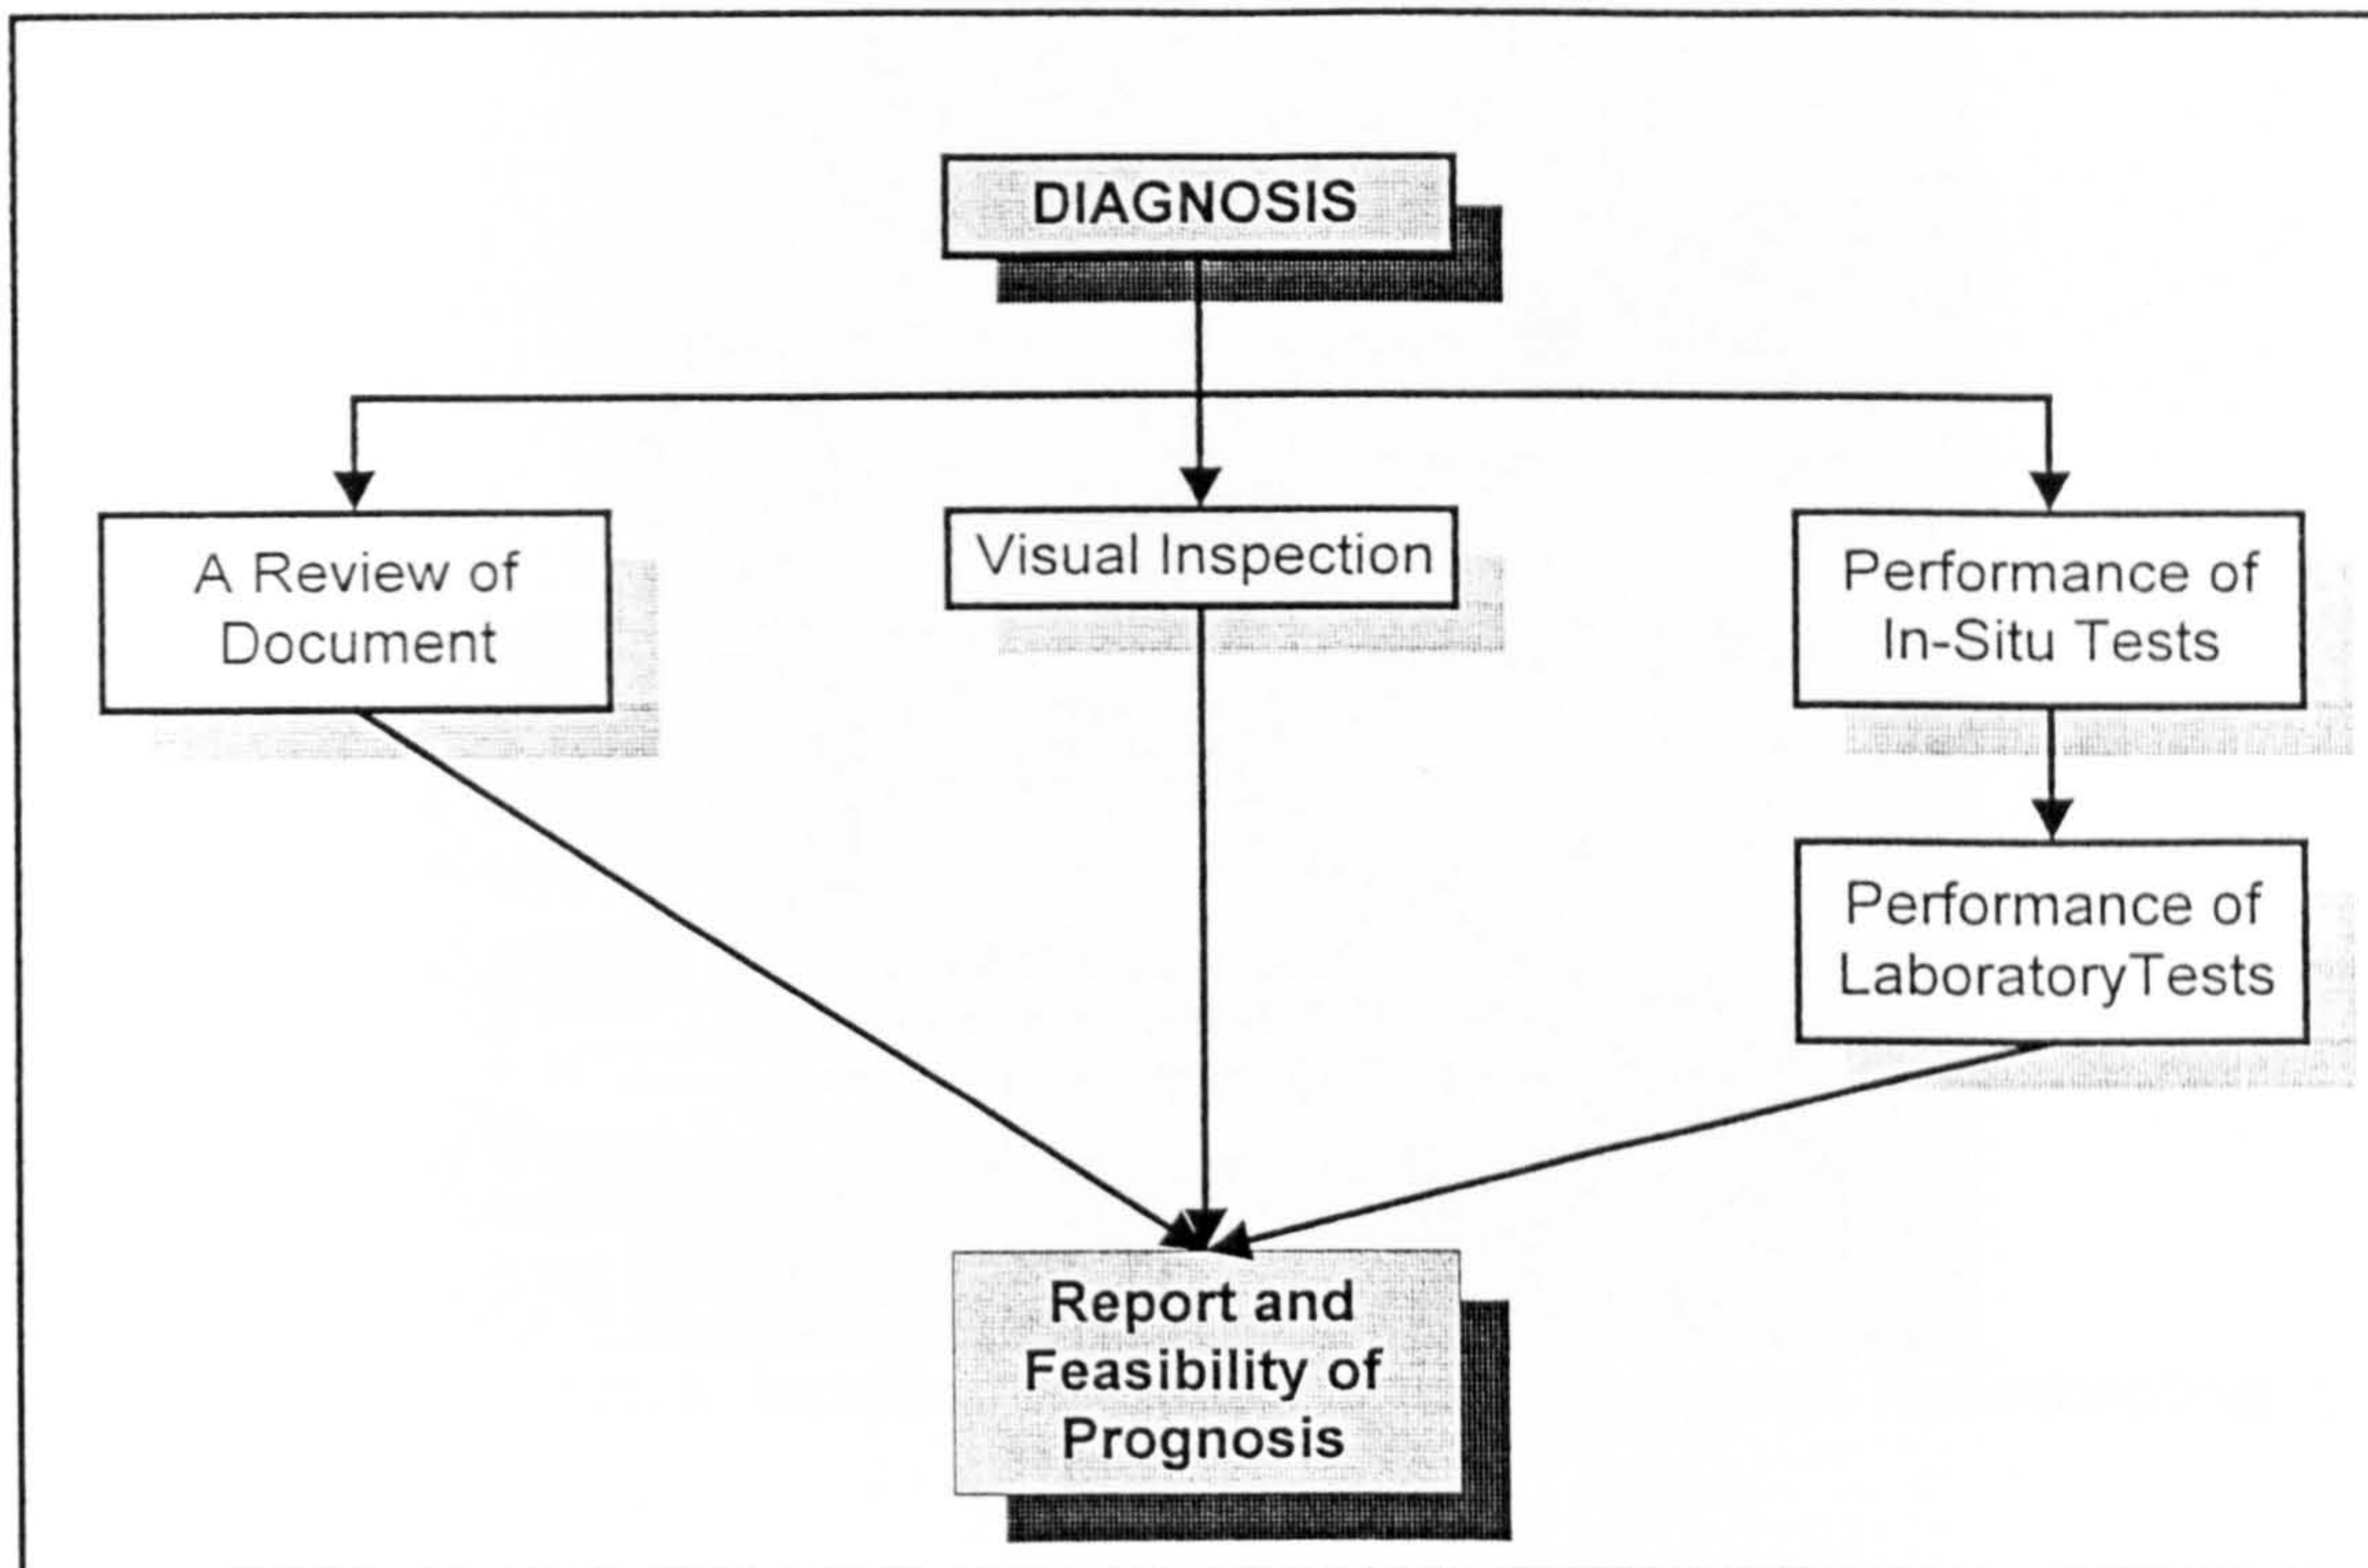 DIAGNOSIS
A Review of
Document
Visual Inspection
Performance of
In-Situ Tests
Performance of
LaboratoryTests
Report and
Feasibility of
Prognosis